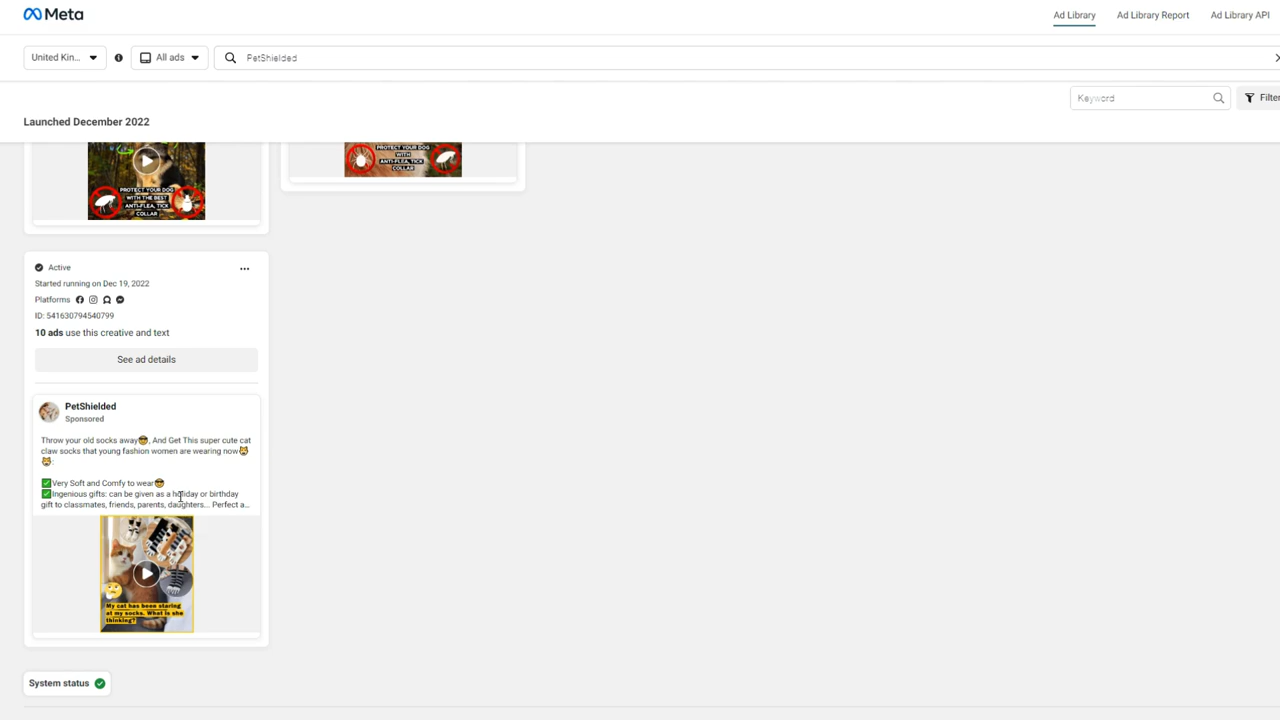 Meta
Ad Library
Ad Library Report
Ad Library API
United Kin...
All ads
PetShielded
Keyword
Filter
Launched December 2022
PROTECT YOUR DOG
WITH THE BEST
ANTI-FLEA, TICK
COLLAR
PROTECT YOUR DOG
WITH
ANTI-FLEA, TICK
COLLAR
Active
...
Started running on Dec 19, 2022
Platforms
ID: 541630794540799
10 ads use this creative and text
See ad details
PetShielded
Sponsored
Throw your old socks away😎, And Get This super cute cat
claw socks that young fashion women are wearing now😼
😹:
✅Very Soft and Comfy to wear😎
✅Ingenious gifts: can be given as a holiday or birthday
gift to classmates, friends, parents, daughters... Perfect a...
My cat has been staring
at my socks. What is she
thinking?
System status